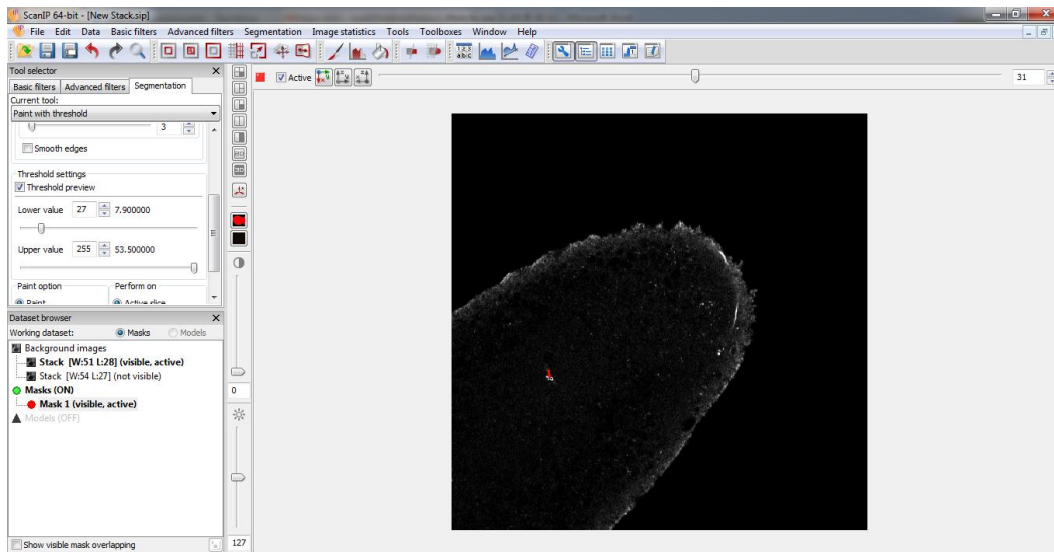 ScanIP 64-bit - [New Stack.sip]
File Edit Data Basic filters Advanced filters Segmentation Image statistics Tools Toolboxes Window Help
Tool selector
Basic filters Advanced filters Segmentation
Current tool:
Paint with threshold
3
Smooth edges
Threshold settings
Threshold preview
Lower value 27 7.900000
Upper value 255 53.500000
Paint option Perform on
Paint Active slice
Active 31
Dataset browser
Working dataset: Masks Models
Background images
Stack [W:51 L:28] (visible, active)
Stack [W:54 L:27] (not visible)
Masks (ON)
Mask 1 (visible, active)
Models (OFF)
0
127
Show visible mask overlapping